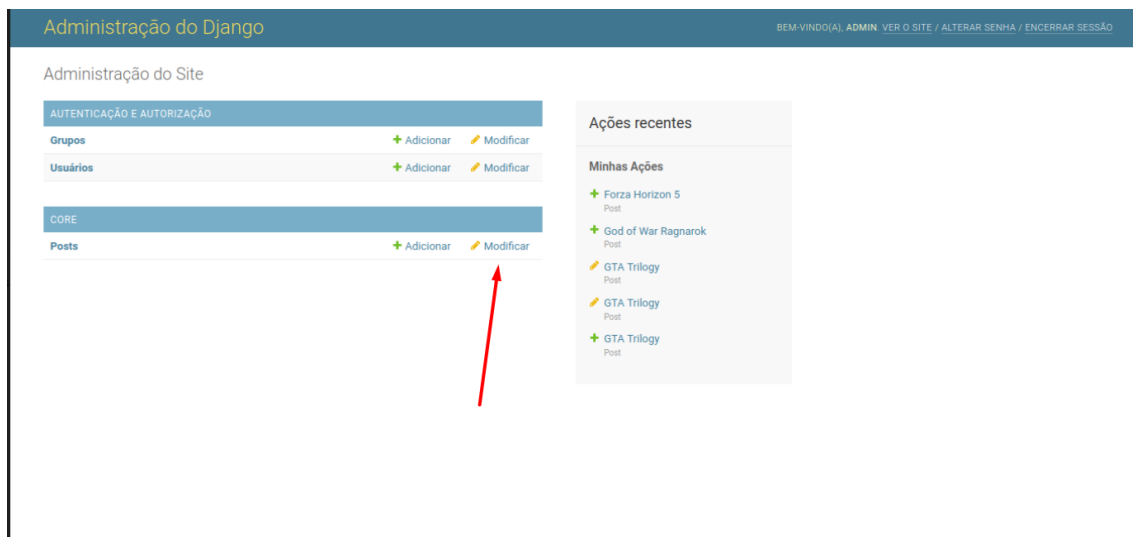 Administração do Django
BEM-VINDO(A), ADMIN. VER O SITE / ALTERAR SENHA / ENCERRAR SESSÃO
Administração do Site
AUTENTICAÇÃO E AUTORIZAÇÃO
Grupos Adicionar Modificar
Usuários Adicionar Modificar
CORE
Posts Adicionar Modificar
Ações recentes
Minhas Ações
Forza Horizon 5
Post
God of War Ragnarok
Post
GTA Trilogy
Post
GTA Trilogy
Post
GTA Trilogy
Post